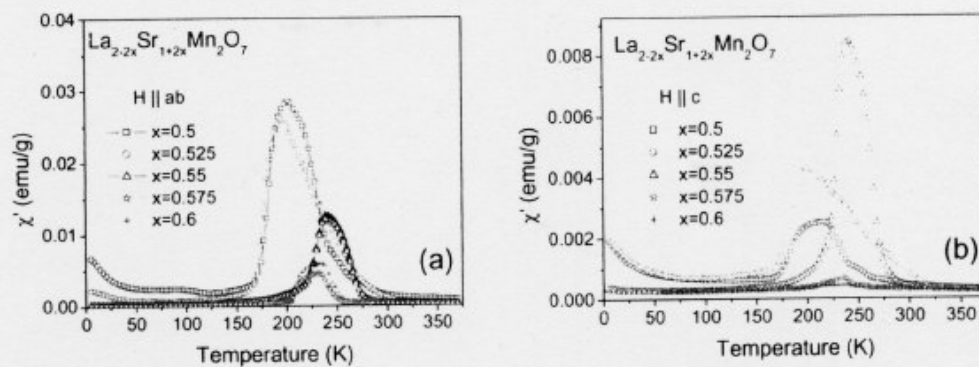 0.04
0.03
0.02
0.01
0.00
χ' (emu/g)
La2-2xSr1+2xMn2O7
H || ab
x=0.5
x=0.525
x=0.55
x=0.575
x=0.6
(a)
0 50 100 150 200 250 300 350
Temperature (K)
0.008
0.006
0.004
0.002
0.000
χ' (emu/g)
La2-2xSr1+2xMn2O7
H || c
x=0.5
x=0.525
x=0.55
x=0.575
x=0.6
(b)
0 50 100 150 200 250 300 350
Temperature (K)